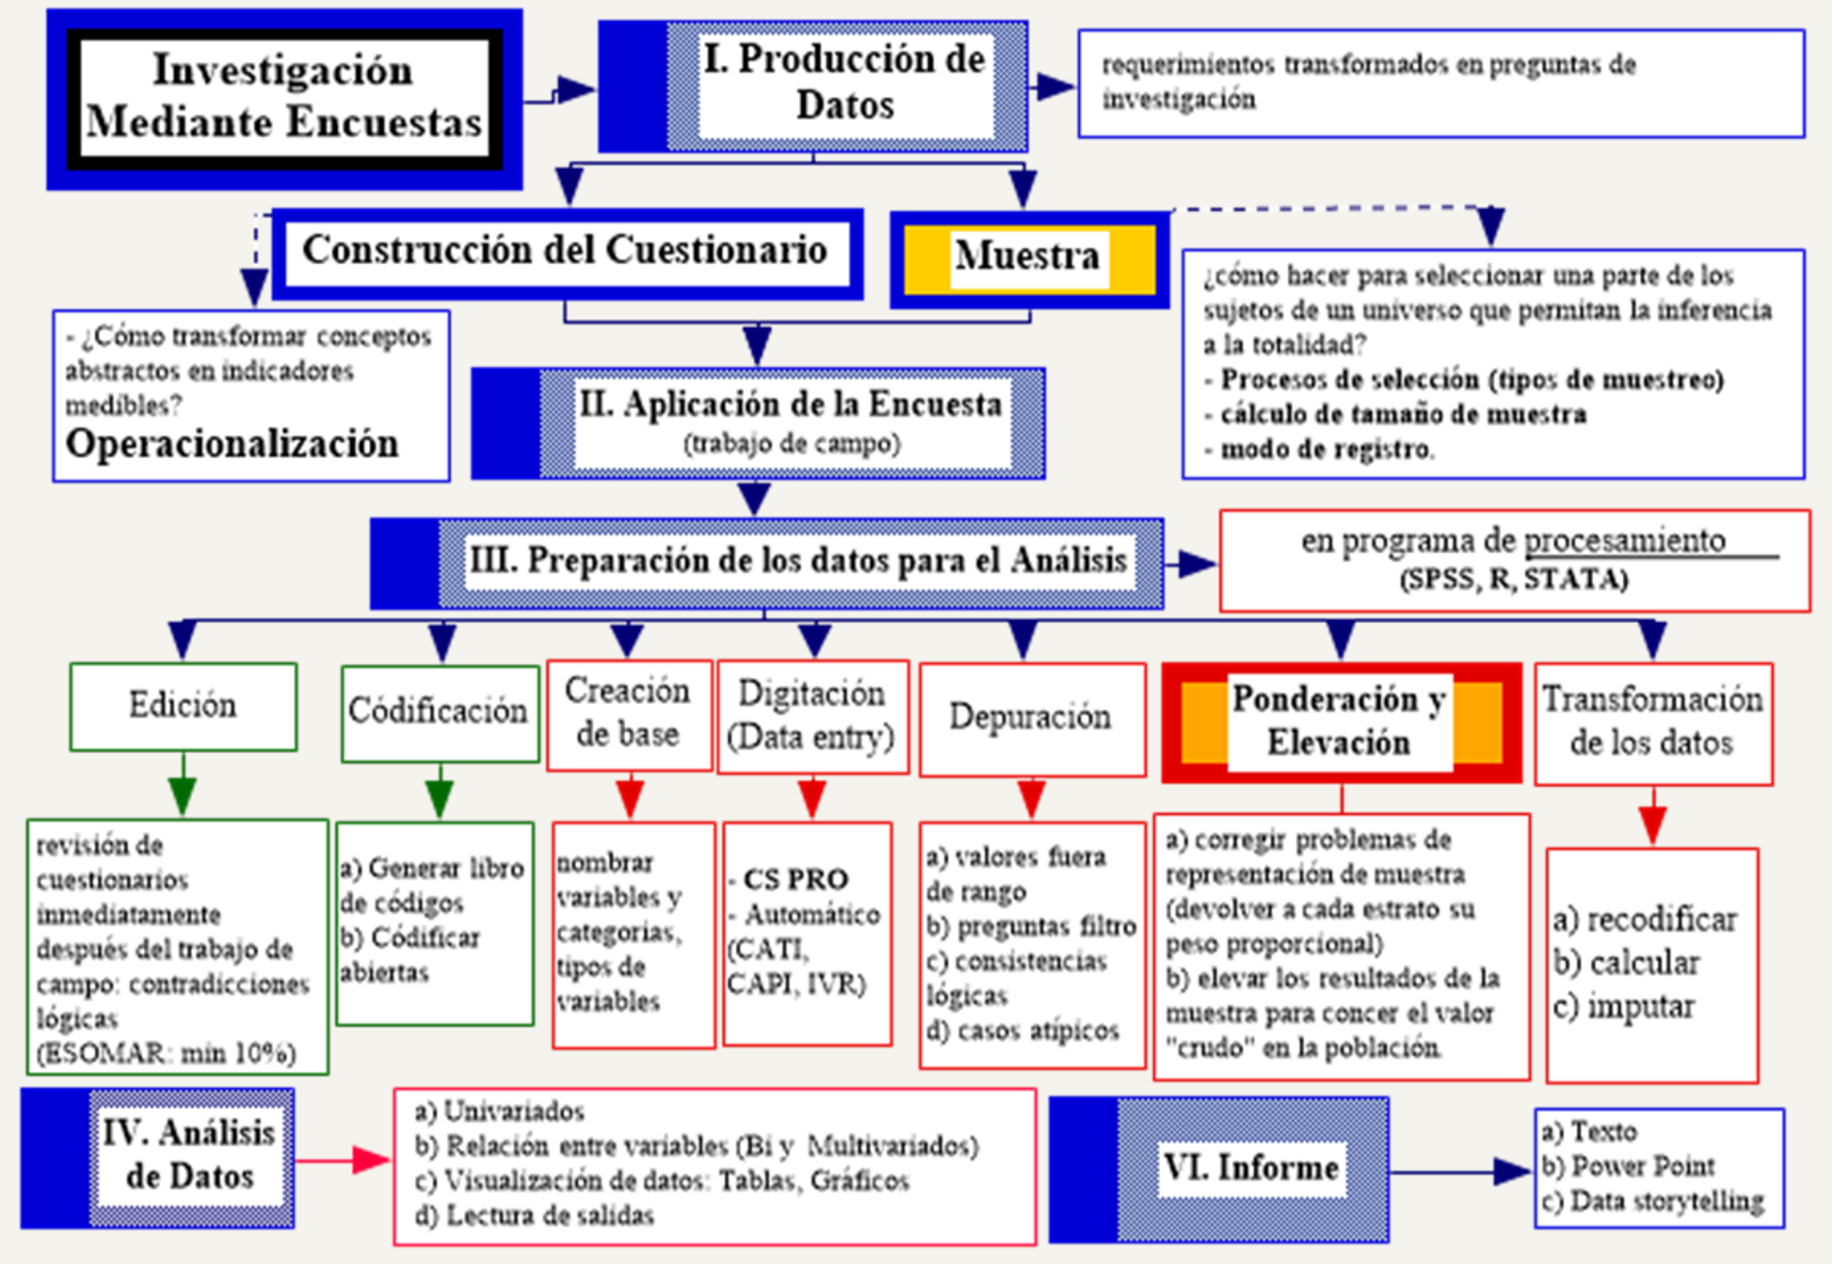 Investigación
Mediante Encuestas
I. Producción de
Datos
requerimientos transformados en preguntas de
investigación
Construcción del Cuestionario
Muestra
- ¿Cómo transformar conceptos
abstractos en indicadores
medibles?
Operacionalización
¿cómo hacer para seleccionar una parte de los
sujetos de un universo que permitan la inferencia
a la totalidad?
- Procesos de selección (tipos de muestreo)
- cálculo de tamaño de muestra
- modo de registro.
II. Aplicación de la Encuesta
(trabajo de campo)
III. Preparación de los datos para el Análisis
en programa de procesamiento
(SPSS, R, STATA)
Edición
Códificación
Creación
de base
Digitación
(Data entry)
Depuración
Ponderación y
Elevación
Transformación
de los datos
revisión de
cuestionarios
inmediatamente
después del trabajo de
campo: contradicciones
lógicas
(ESOMAR: min 10%)
a) Generar libro
de códigos
b) Códificar
abiertas
nombrar
variables y
categorias,
tipos de
variables
- CS PRO
- Automático
(CATI,
CAPI, IVR)
a) valores fuera
de rango
b) preguntas filtro
c) consistencias
lógicas
d) casos atípicos
a) corregir problemas de
representación de muestra
(devolver a cada estrato su
peso proporcional)
b) elevar los resultados de la
muestra para concer el valor
"crudo" en la población.
a) recodificar
b) calcular
c) imputar
IV. Análisis
de Datos
a) Univariados
b) Relación entre variables (Bi y Multivariados)
c) Visualización de datos: Tablas, Gráficos
d) Lectura de salidas
VI. Informe
a) Texto
b) Power Point
c) Data storytelling